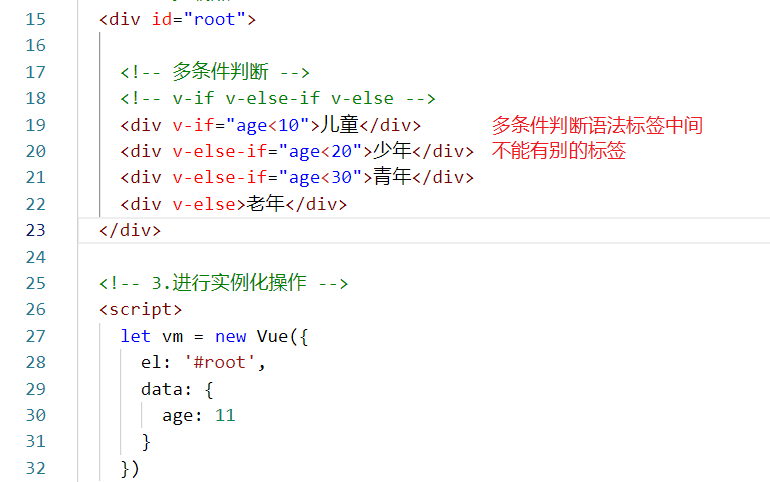 15 <div id="root">
16
17 <!-- 多条件判断 -->
18 <!-- v-if v-else-if v-else -->
19 <div v-if="age<10">儿童</div> 多条件判断语法标签中间
20 <div v-else-if="age<20">少年</div> 不能有别的标签
21 <div v-else-if="age<30">青年</div>
22 <div v-else>老年</div>
23 </div>
24
25 <!-- 3.进行实例化操作 -->
26 <script>
27 let vm = new Vue({
28 el: '#root',
29 data: {
30 age: 11
31 }
32 })